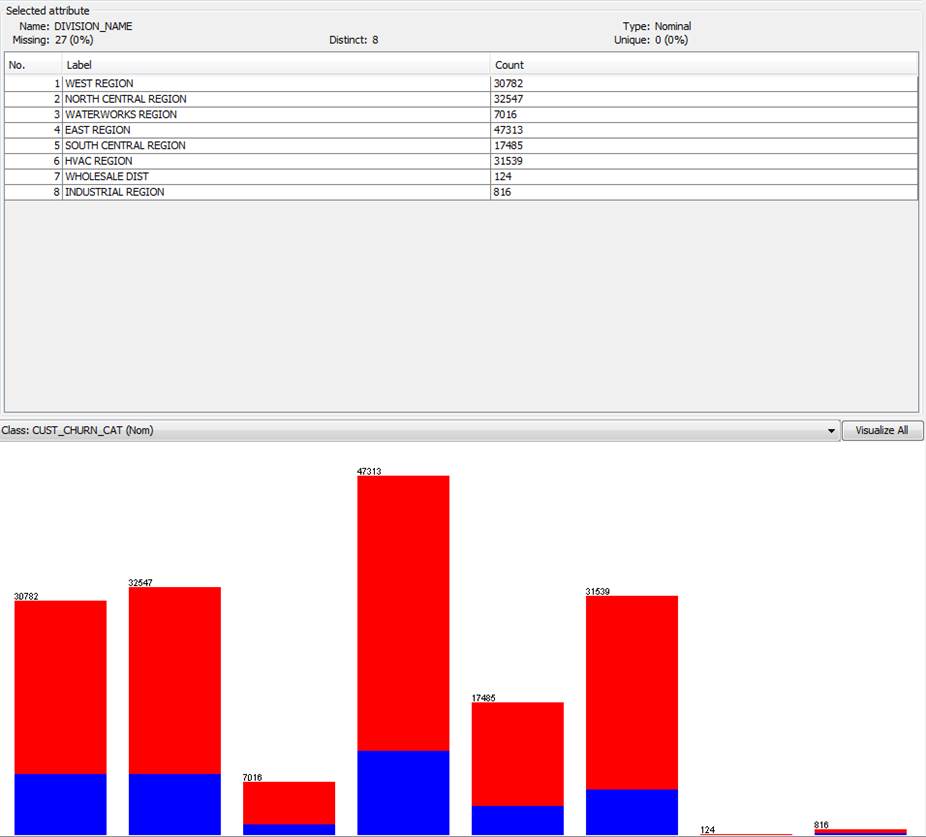 Selected attribute
Name: DIVISION_NAME Type: Nominal
Missing: 27 (0%) Distinct: 8 Unique: 0 (0%)
No. Label Count
1 WEST REGION 30782
2 NORTH CENTRAL REGION 32547
3 WATERWORKS REGION 7016
4 EAST REGION 47313
5 SOUTH CENTRAL REGION 17485
6 HVAC REGION 31539
7 WHOLESALE DIST 124
8 INDUSTRIAL REGION 816
Class: CUST_CHURN_CAT (Nom) Visualize All
47313
32547
31539
30782
17485
7016
816
124